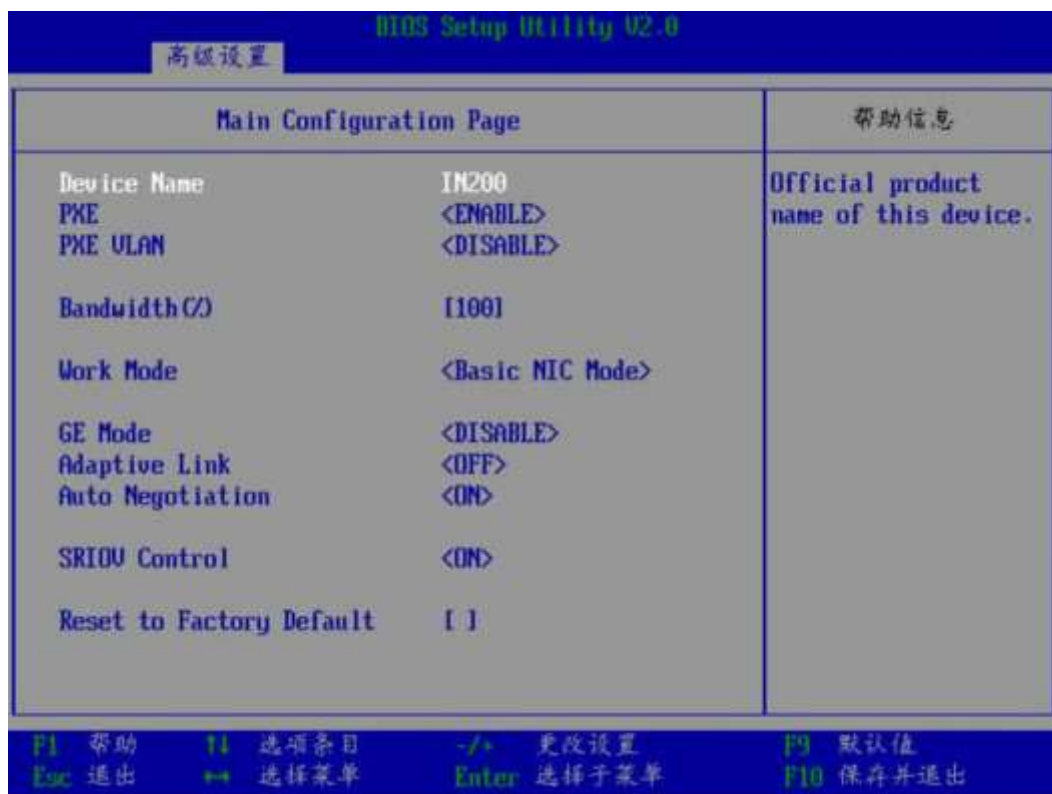 BIOS Setup Utility V2.0
高级设置
Main Configuration Page
帮助信息
Device Name IN200
Official product
PXE <ENABLE>
name of this device.
PXE VLAN <DISABLE>
Bandwidth(%) [100]
Work Mode <Basic NIC Mode>
GE Mode <DISABLE>
Adaptive Link <OFF>
Auto Negotiation <ON>
SRIOV Control <ON>
Reset to Factory Default [ ]
F1 帮助 ↑↓ 选项条目 -/+ 更改设置 F9 默认值
Esc 退出 ←→ 选择菜单 Enter 选择子菜单 F10 保存并退出